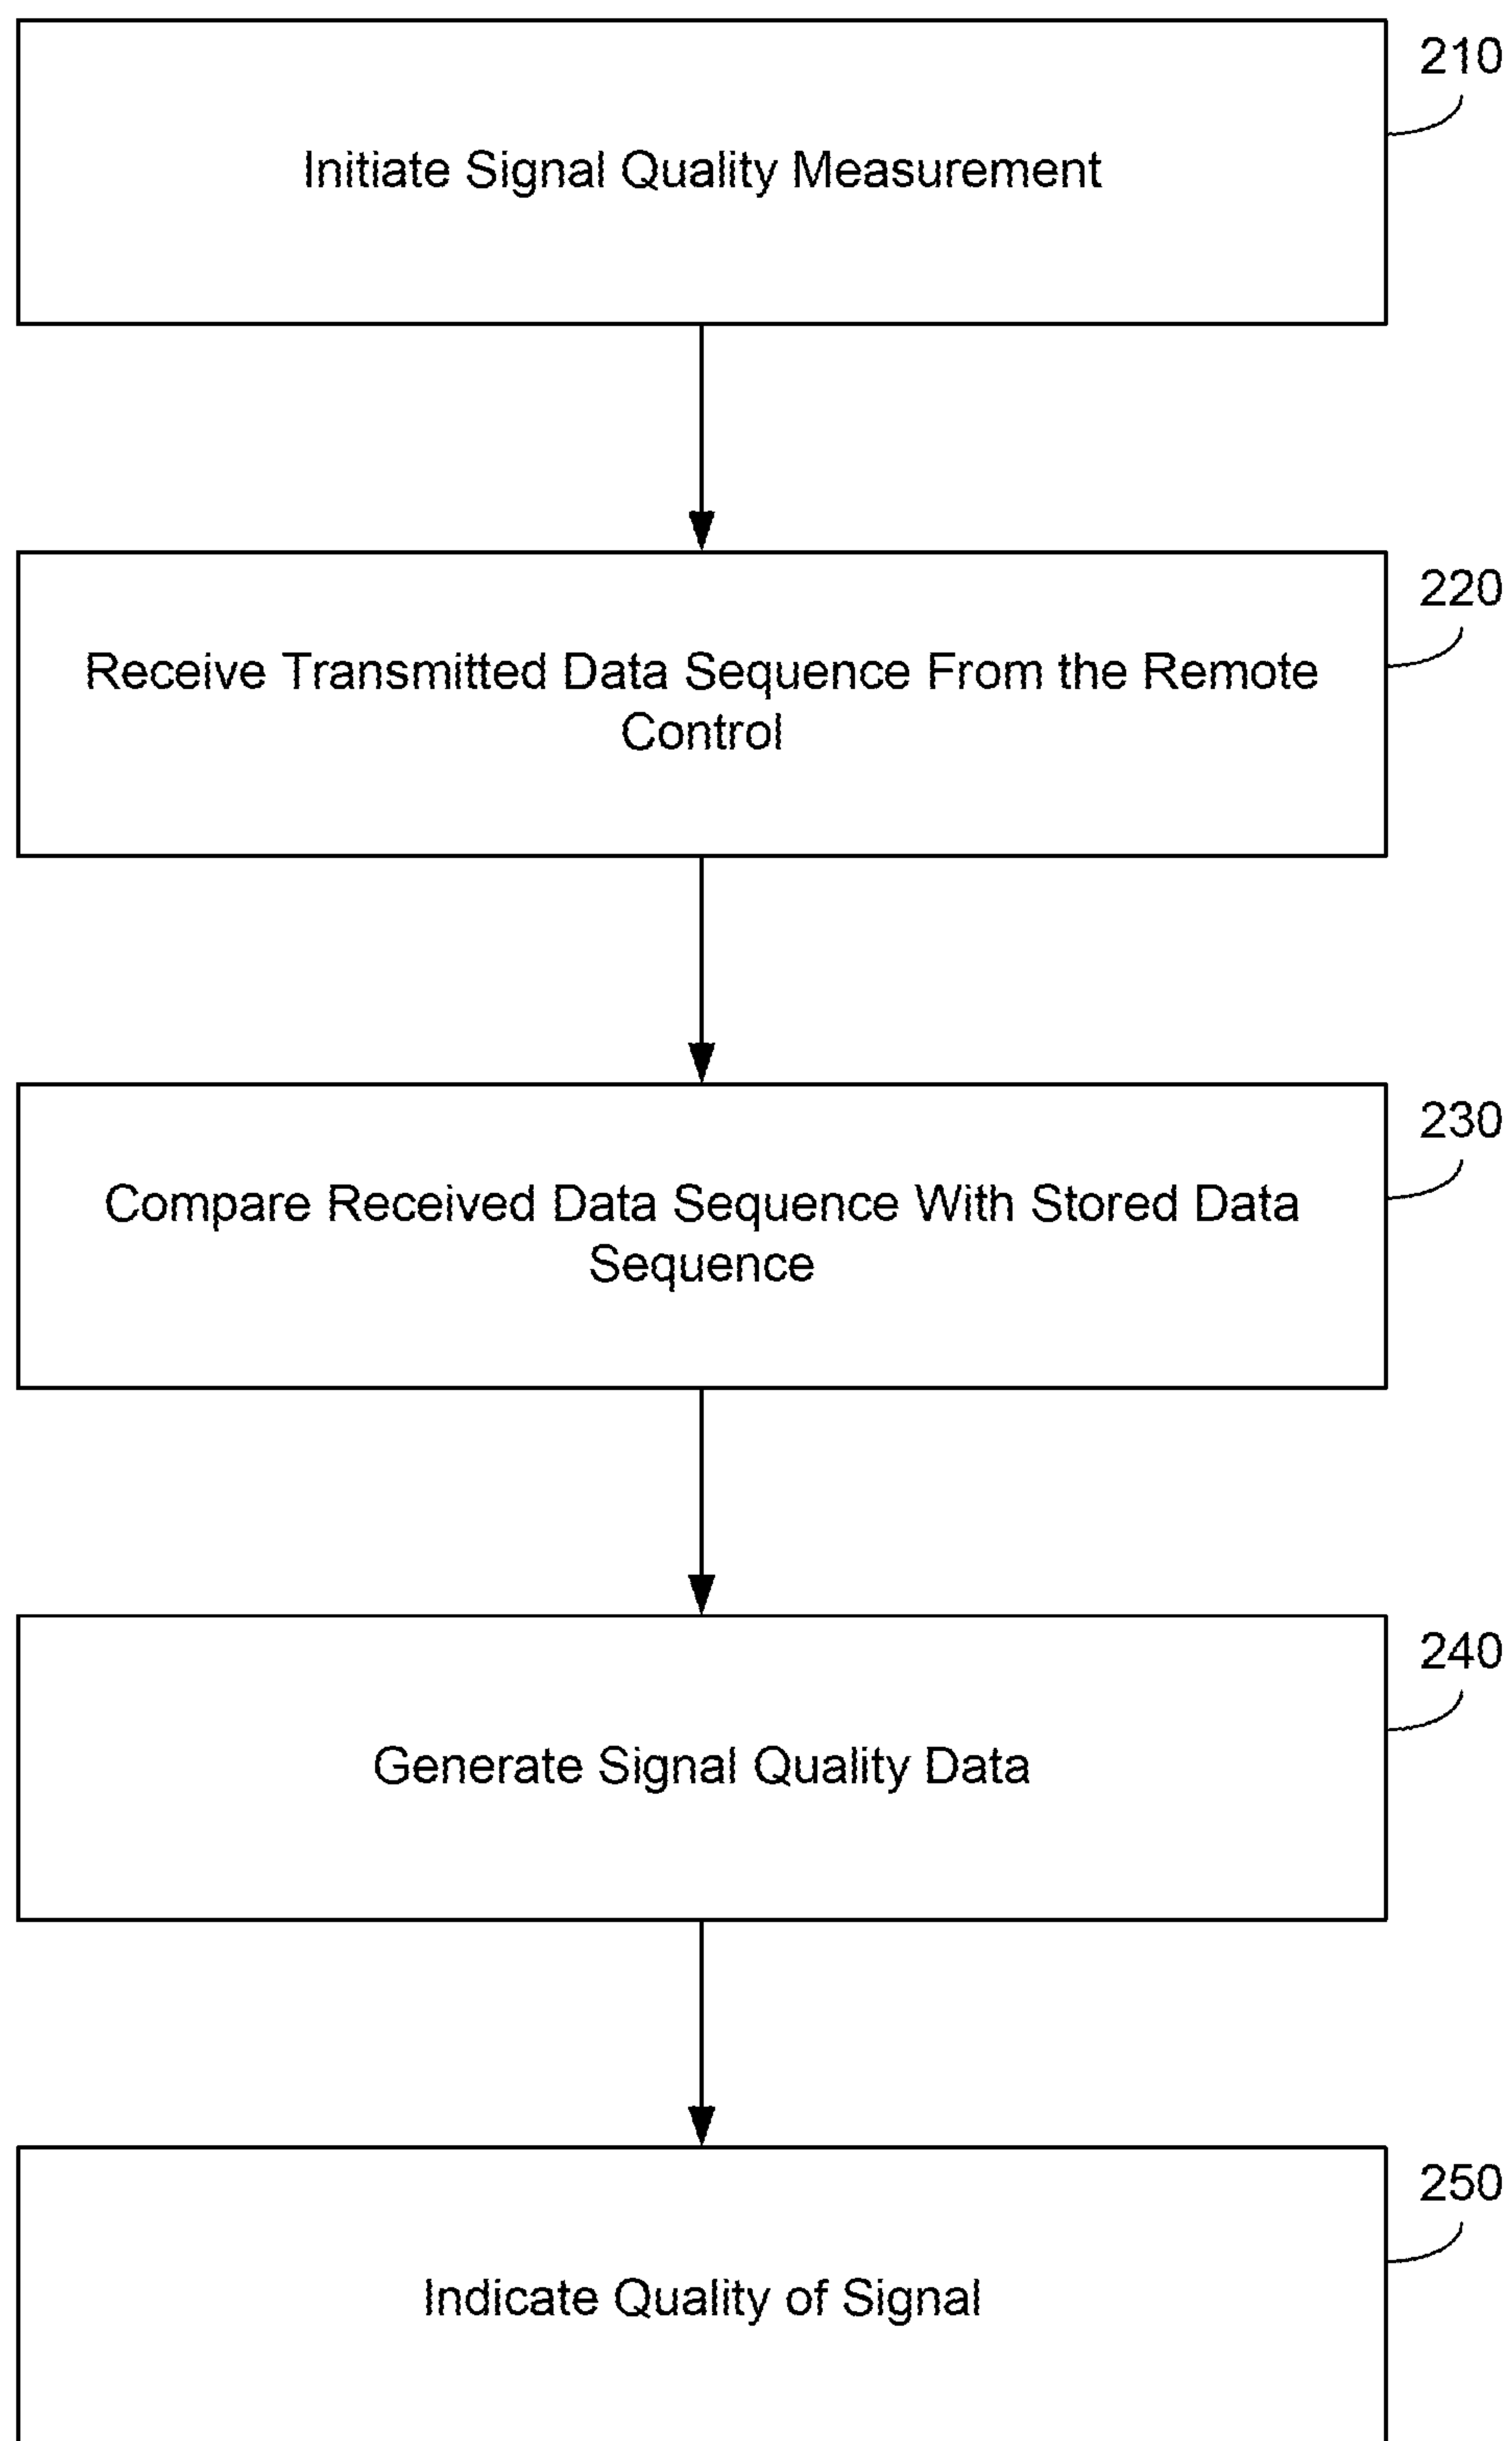 210
Initiate Signal Quality Measurement
220
Receive Transmitted Data Sequence From the Remote
Control
230
Compare Received Data Sequence With Stored Data
Sequence
240
Generate Signal Quality Data
250
Indicate Quality of Signal